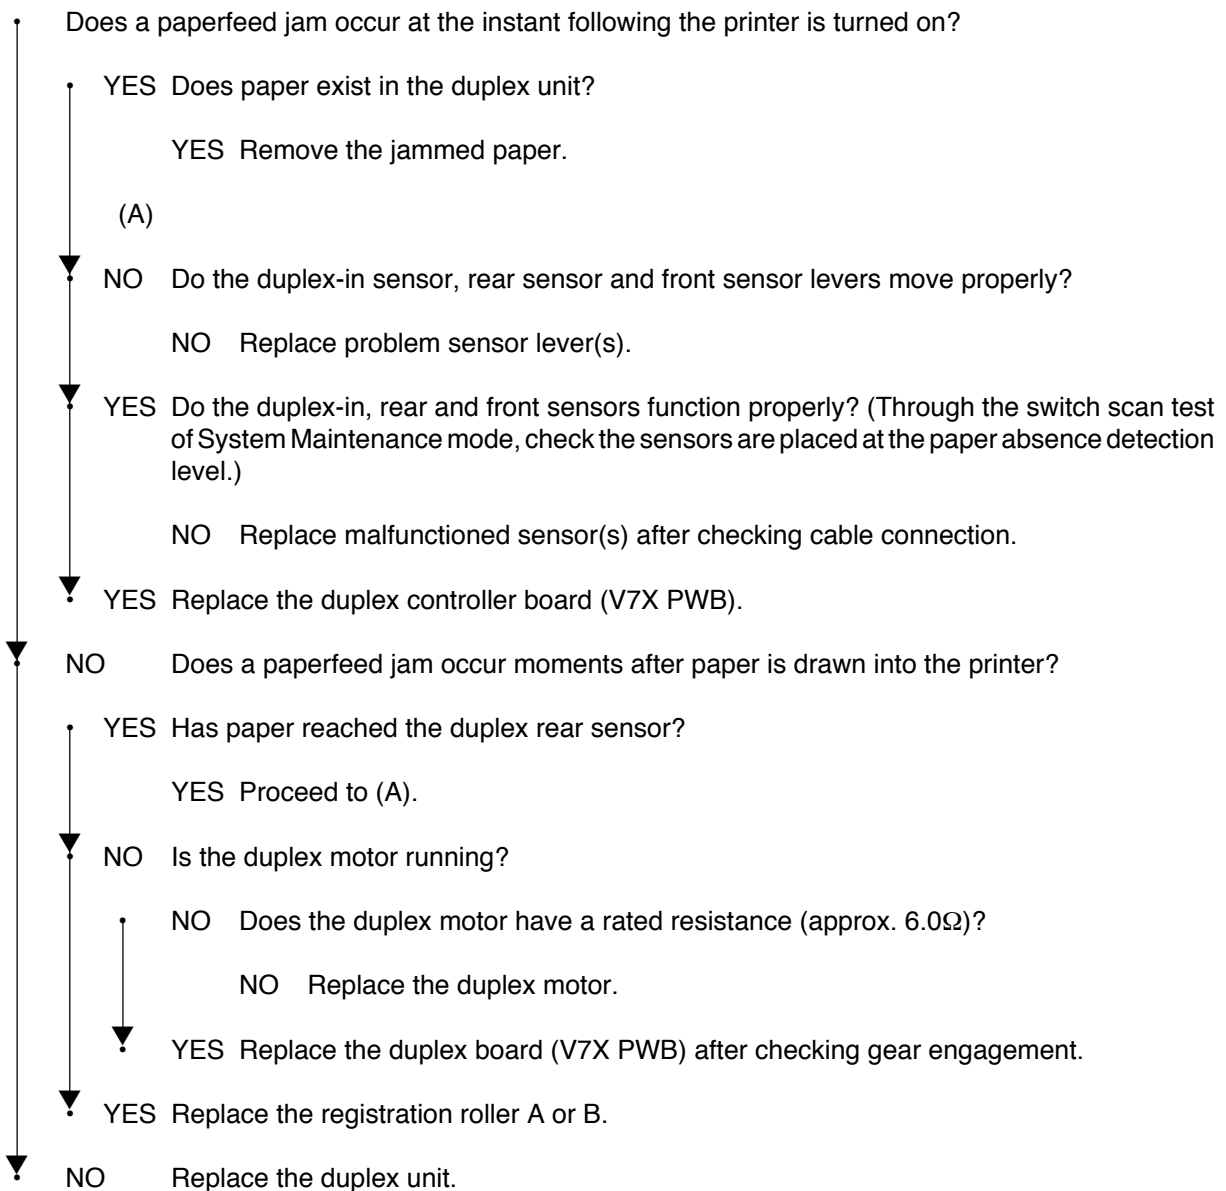 Does a paperfeed jam occur at the instant following the printer is turned on?
YES Does paper exist in the duplex unit?
YES Remove the jammed paper.
(A)
NO Do the duplex-in sensor, rear sensor and front sensor levers move properly?
NO Replace problem sensor lever(s).
YES Do the duplex-in, rear and front sensors function properly? (Through the switch scan test
of System Maintenance mode, check the sensors are placed at the paper absence detection
level.)
NO Replace malfunctioned sensor(s) after checking cable connection.
YES Replace the duplex controller board (V7X PWB).
NO Does a paperfeed jam occur moments after paper is drawn into the printer?
YES Has paper reached the duplex rear sensor?
YES Proceed to (A).
NO Is the duplex motor running?
NO Does the duplex motor have a rated resistance (approx. 6.0Ω)?
NO Replace the duplex motor.
YES Replace the duplex board (V7X PWB) after checking gear engagement.
YES Replace the registration roller A or B.
NO Replace the duplex unit.